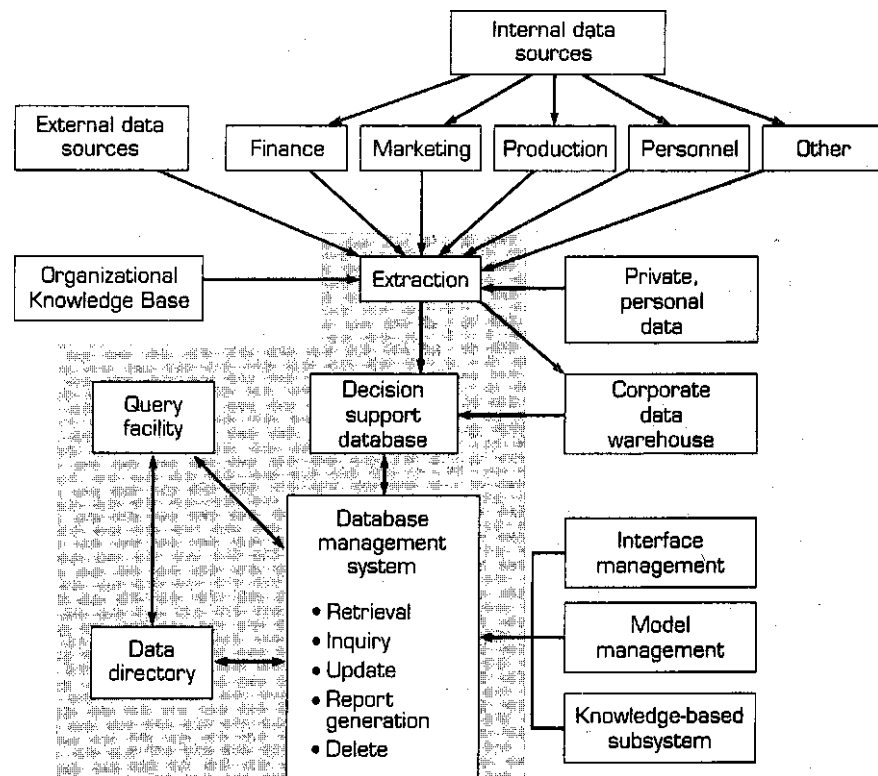 Internal data
sources
External data
sources
Finance
Marketing
Production
Personnel
Other
Organizational
Knowledge Base
Extraction
Private,
personal
data
Query
facility
Decision
support
database
Corporate
data
warehouse
Database
management
system
• Retrieval
• Inquiry
• Update
• Report
generation
• Delete
Data
directory
Interface
management
Model
management
Knowledge-based
subsystem